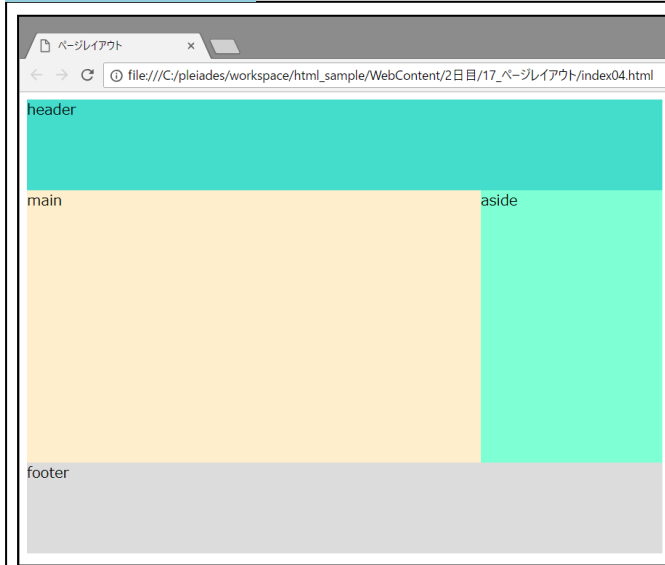 ページレイアウト
file:///C:/pleiades/workspace/html_sample/WebContent/2日目/17_ページレイアウト/index04.html
header
main
aside
footer